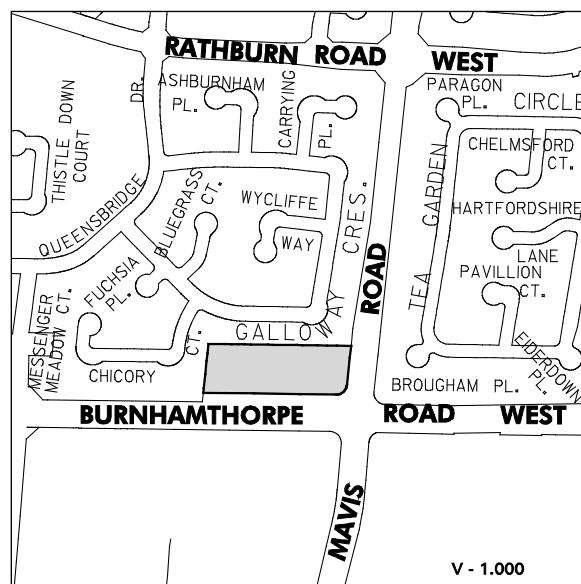 RATHBURN ROAD WEST
DR.
ASHBURNHAM
PL.
CARRYING
PL.
PARAGON
PL.
CIRCLE
THISTLE DOWN
COURT
CHELMSFORD
CT.
QUEENSBRIDGE
BLUEGRASS
CT.
WYCLIFFE
WAY
CRES.
GARDEN
TEA
HARTFORDSHIRE
LANE
PAVILLION
CT.
ROAD
FUCHSIA
PL.
MESSENGER
MEADOW CT.
CHICORY
CT.
GALLOWAY
EIDERDOWN
PL.
BROUGHAM PL.
BURNHAMTHORPE ROAD WEST
MAVIS
V - 1.000